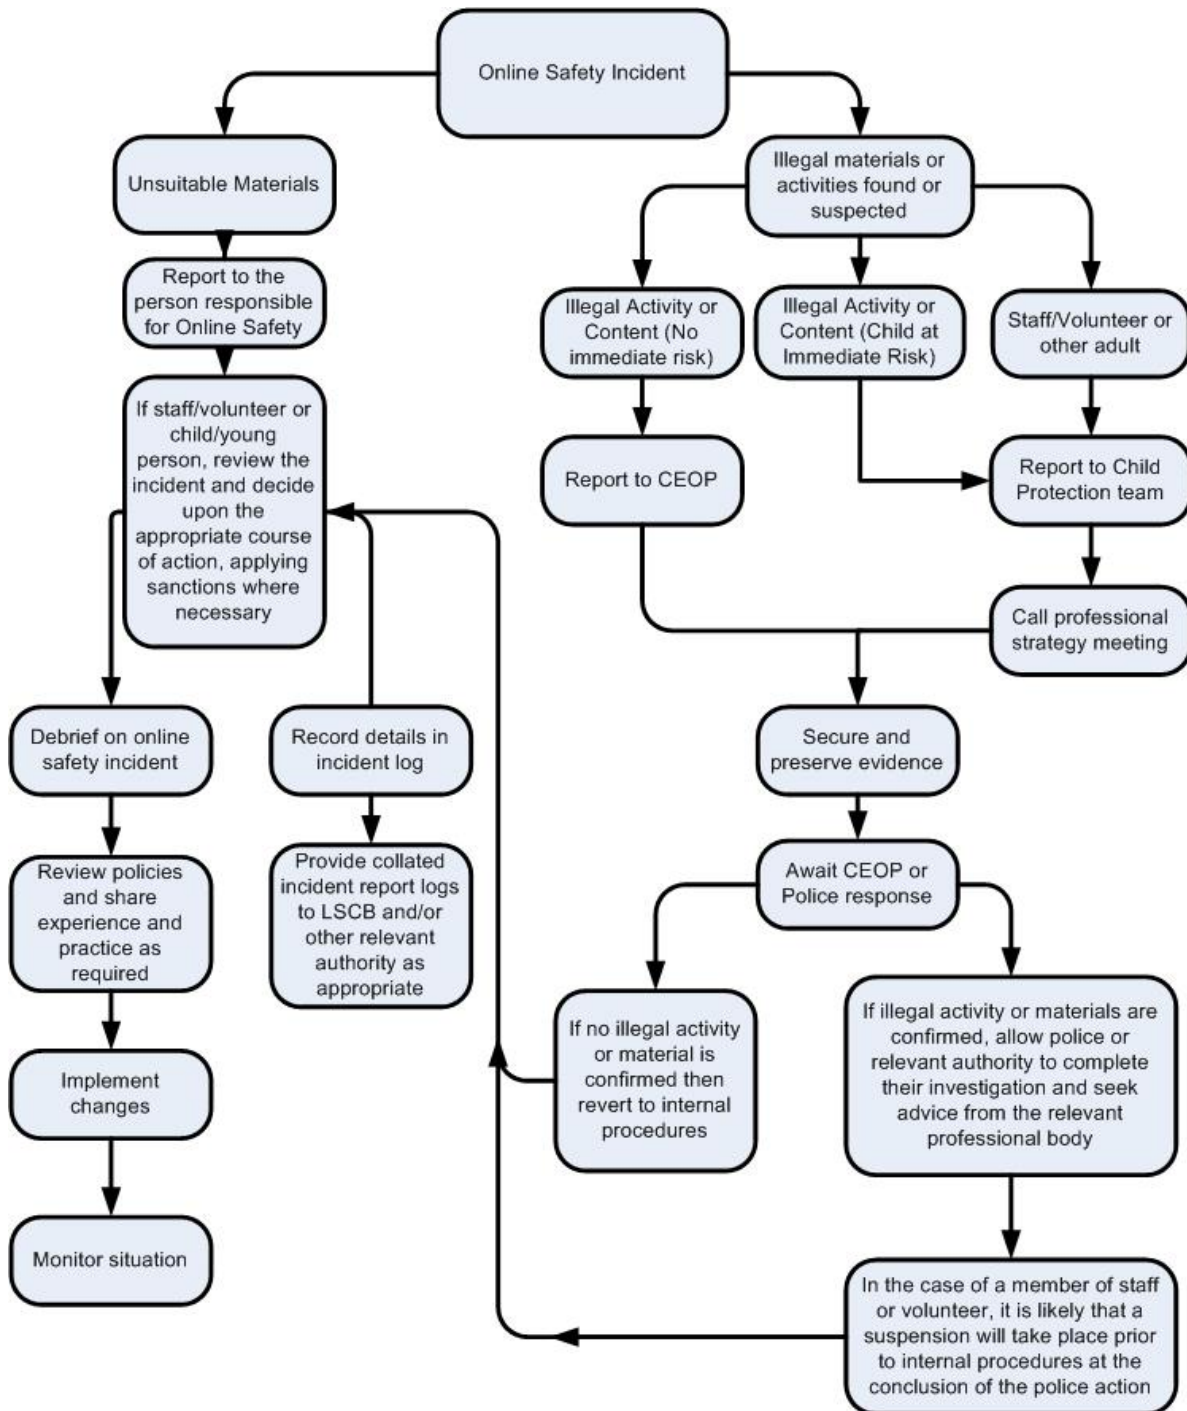 Online Safety Incident
Unsuitable Materials
Illegal materials or
activities found or
suspected
Report to the
person responsible
for Online Safety
Illegal Activity or
Content (No
immediate risk)
Illegal Activity or
Content (Child at
Immediate Risk)
Staff/Volunteer or
other adult
If staff/volunteer or
child/young
person, review the
incident and decide
upon the
appropriate course
of action, applying
sanctions where
necessary
Report to CEOP
Report to Child
Protection team
Call professional
strategy meeting
Debrief on online
safety incident
Record details in
incident log
Secure and
preserve evidence
Review policies
and share
experience and
practice as
required
Provide collated
incident report logs
to LSCB and/or
other relevant
authority as
appropriate
Await CEOP or
Police response
If no illegal activity
or material is
confirmed then
revert to internal
procedures
If illegal activity or materials are
confirmed, allow police or
relevant authority to complete
their investigation and seek
advice from the relevant
professional body
Implement
changes
Monitor situation
In the case of a member of staff
or volunteer, it is likely that a
suspension will take place prior
to internal procedures at the
conclusion of the police action